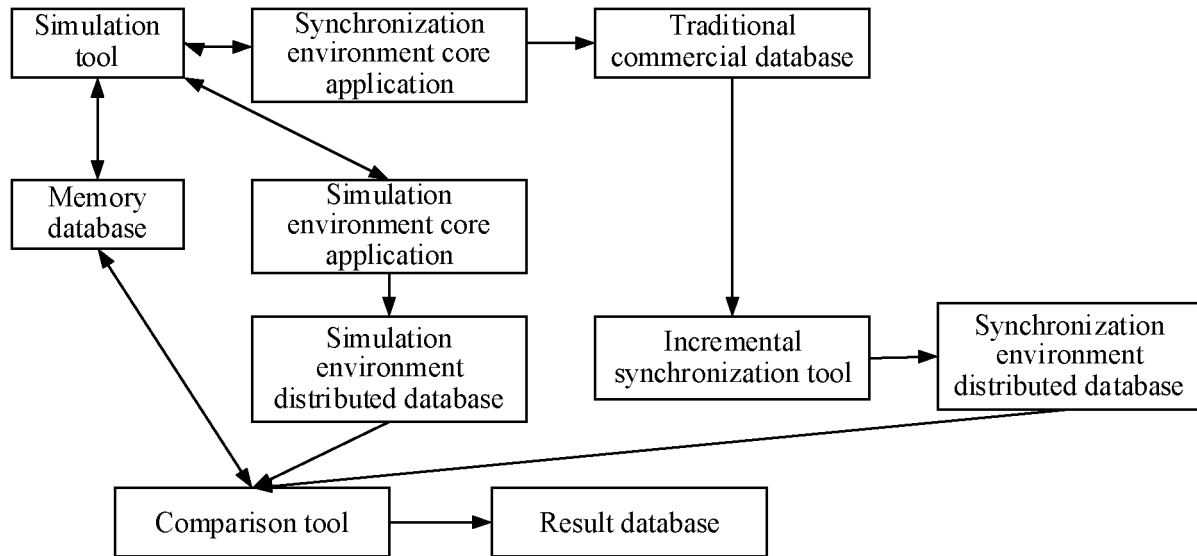 Simulation
tool
Synchronization
environment core
application
Traditional
commercial database
Memory
database
Simulation
environment core
application
Simulation
environment
distributed database
Incremental
synchronization tool
Synchronization
environment
distributed database
Comparison tool
Result database